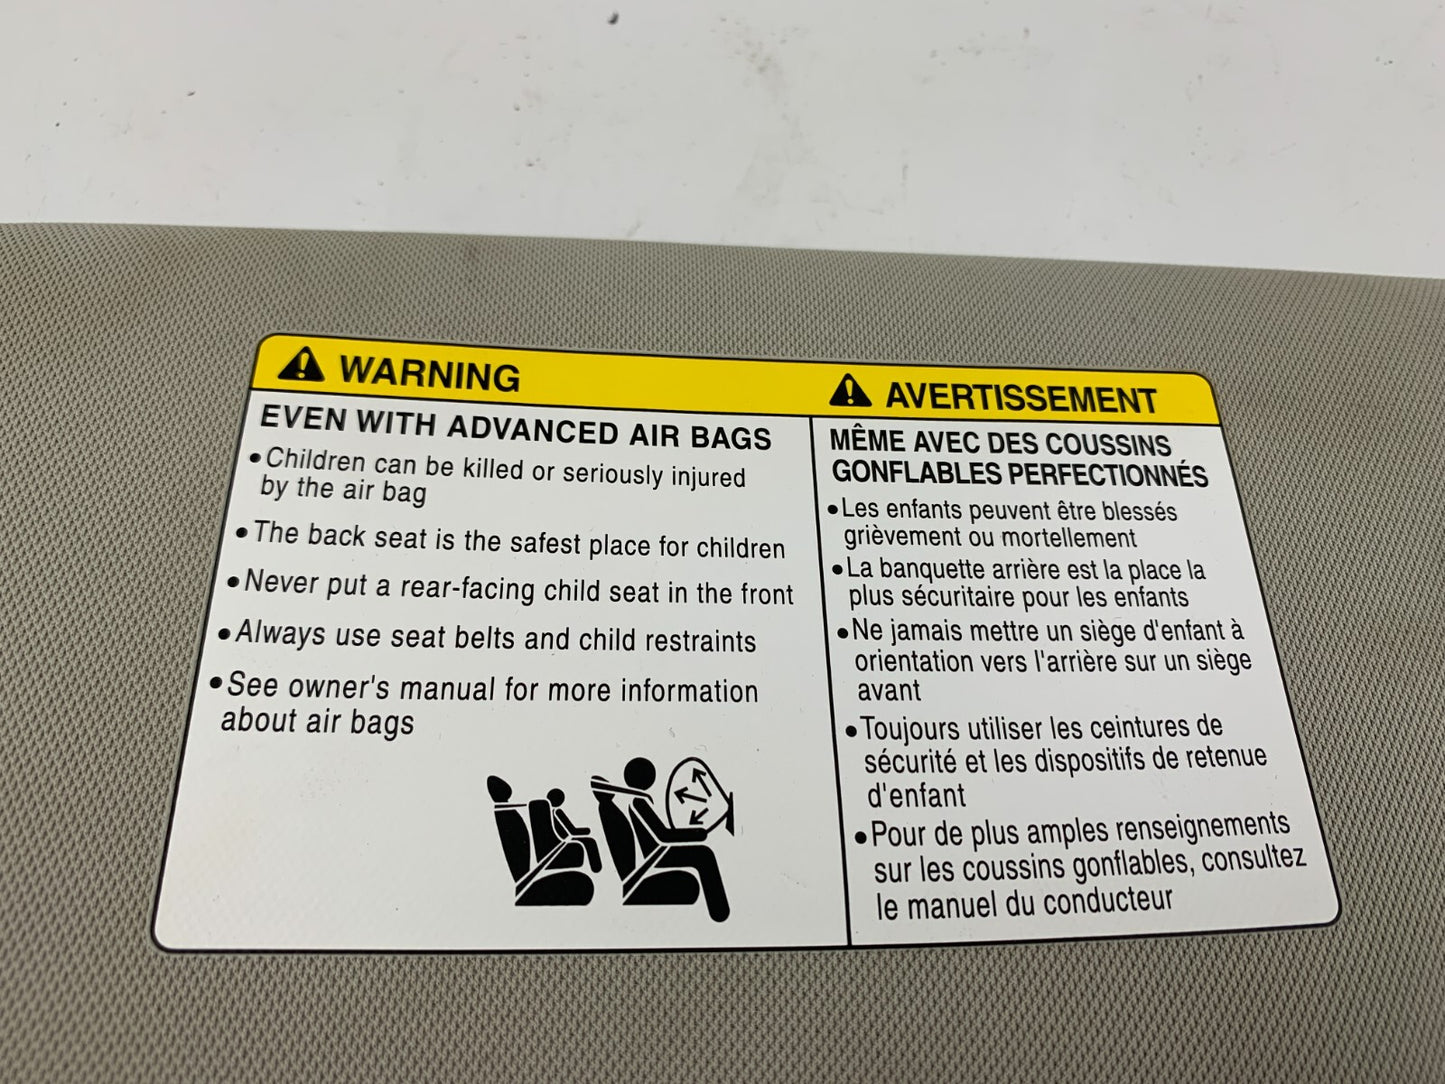 WARNING
EVEN WITH ADVANCED AIR BAGS
•Children can be killed or seriously injured
by the air bag
•The back seat is the safest place for children
•Never put a rear-facing child seat in the front
•Always use seat belts and child restraints
•See owner's manual for more information
about air bags
AVERTISSEMENT
MÊME AVEC DES COUSSINS
GONFLABLES PERFECTIONNÉS
•Les enfants peuvent être blessés
grièvement ou mortellement
•La banquette arrière est la place la
plus sécuritaire pour les enfants
•Ne jamais mettre un siège d'enfant à
orientation vers l'arrière sur un siège
avant
•Toujours utiliser les ceintures de
sécurité et les dispositifs de retenue
d'enfant
•Pour de plus amples renseignements
sur les coussins gonflables, consultez
le manuel du conducteur